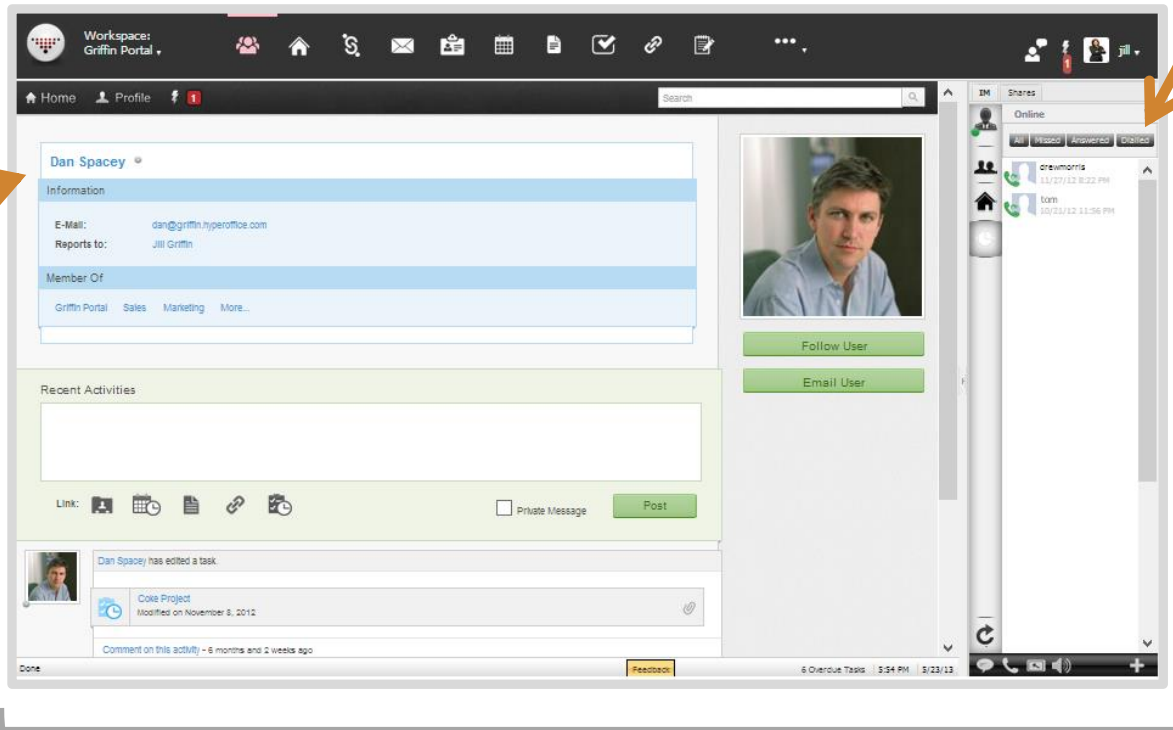 Workspace:
Griffin Portal
jill
1
Home Profile 1
Search
IM Shares
Online
All Missed Answered Dialled
drewmorris
11/27/12 8:22 PM
tom
10/21/12 11:56 PM
Dan Spacey
Information
E-Mail: dan@griffin.hyperoffice.com
Reports to: Jill Griffin
Member Of
Griffin Portal Sales Marketing More...
Follow User
Email User
Recent Activities
Link: Private Message Post
Dan Spacey has edited a task.
Coke Project
Modified on November 8, 2012
Comment on this activity - 6 months and 2 weeks ago
Done Feedback 6 Overdue Tasks 5:54 PM 5/23/13